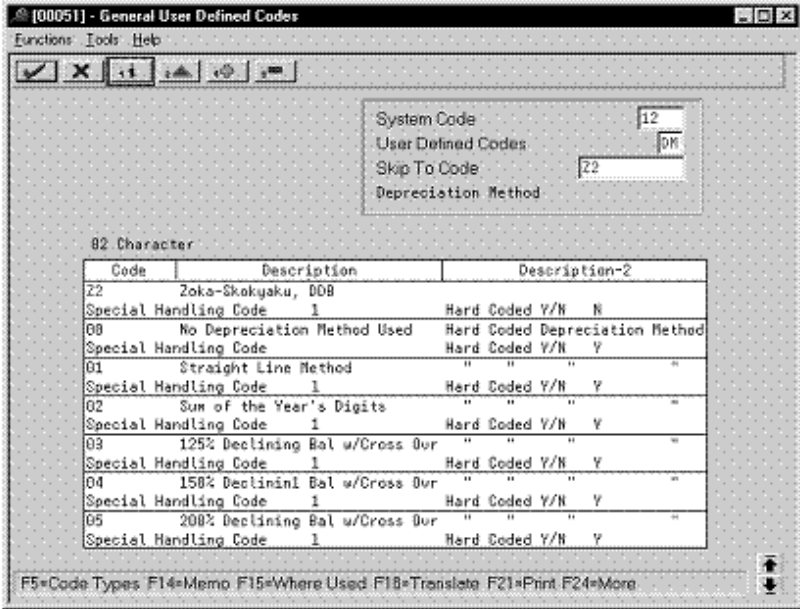 [00051] - General User Defined Codes
Functions Tools Help
System Code 12
User Defined Codes DM
Skip To Code Z2
Depreciation Method
02 Character
Code Description Description-2
Z2 Zoka-Skokyaku, DDB
Special Handling Code 1 Hard Coded Y/N N
00 No Depreciation Method Used Hard Coded Depreciation Method
Special Handling Code Hard Coded Y/N Y
01 Straight Line Method " " " "
Special Handling Code 1 Hard Coded Y/N Y
02 Sum of the Year's Digits " " " "
Special Handling Code 1 Hard Coded Y/N Y
03 125% Declining Bal w/Cross Ovr " " " "
Special Handling Code 1 Hard Coded Y/N Y
04 150% Declinin1 Bal w/Cross Ovr " " " "
Special Handling Code 1 Hard Coded Y/N Y
05 200% Declining Bal w/Cross Ovr " " " "
Special Handling Code 1 Hard Coded Y/N Y
F5=Code Types F14=Memo F15=Where Used F18=Translate F21=Print F24=More